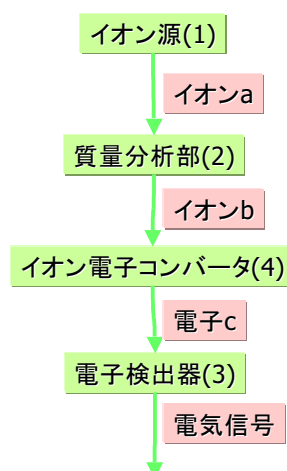 イオン源(1)
イオンa
質量分析部(2)
イオンb
イオン電子コンバータ(4)
電子c
電子検出器(3)
電気信号